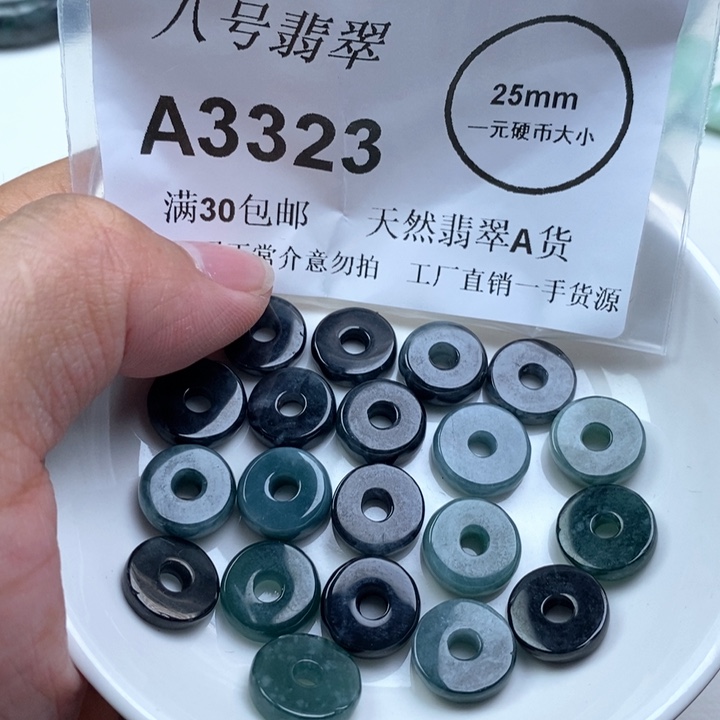 八号翡翠
A3323
25mm
一元硬币大小
满30包邮 天然翡翠A货
正常介意勿拍 工厂直销一手货源